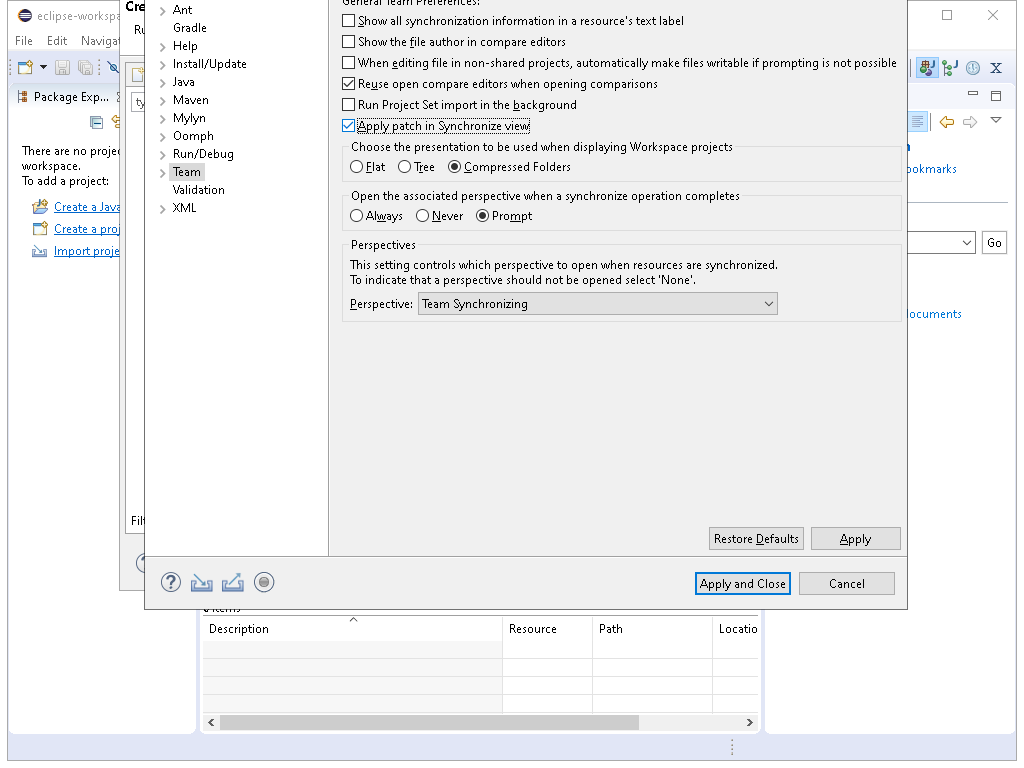 eclipse-workspa
File Edit Navigat
Package Exp...
There are no projec
workspace.
To add a project:
Create a Java
Create a proj
Import proje
Cre
Ru
ty
Filt
Ant
Gradle
Help
Install/Update
Java
Maven
Mylyn
Oomph
Run/Debug
Team
Validation
XML
General Team Preferences:
Show all synchronization information in a resource's text label
Show the file author in compare editors
When editing file in non-shared projects, automatically make files writable if prompting is not possible
Reuse open compare editors when opening comparisons
Run Project Set import in the background
Apply patch in Synchronize view
Choose the presentation to be used when displaying Workspace projects
Flat Tree Compressed Folders
Open the associated perspective when a synchronize operation completes
Always Never Prompt
Perspectives
This setting controls which perspective to open when resources are synchronized.
To indicate that a perspective should not be opened select 'None'.
Perspective: Team Synchronizing
Restore Defaults Apply
Apply and Close Cancel
okmarks
Go
ocuments
items
Description Resource Path Locatio